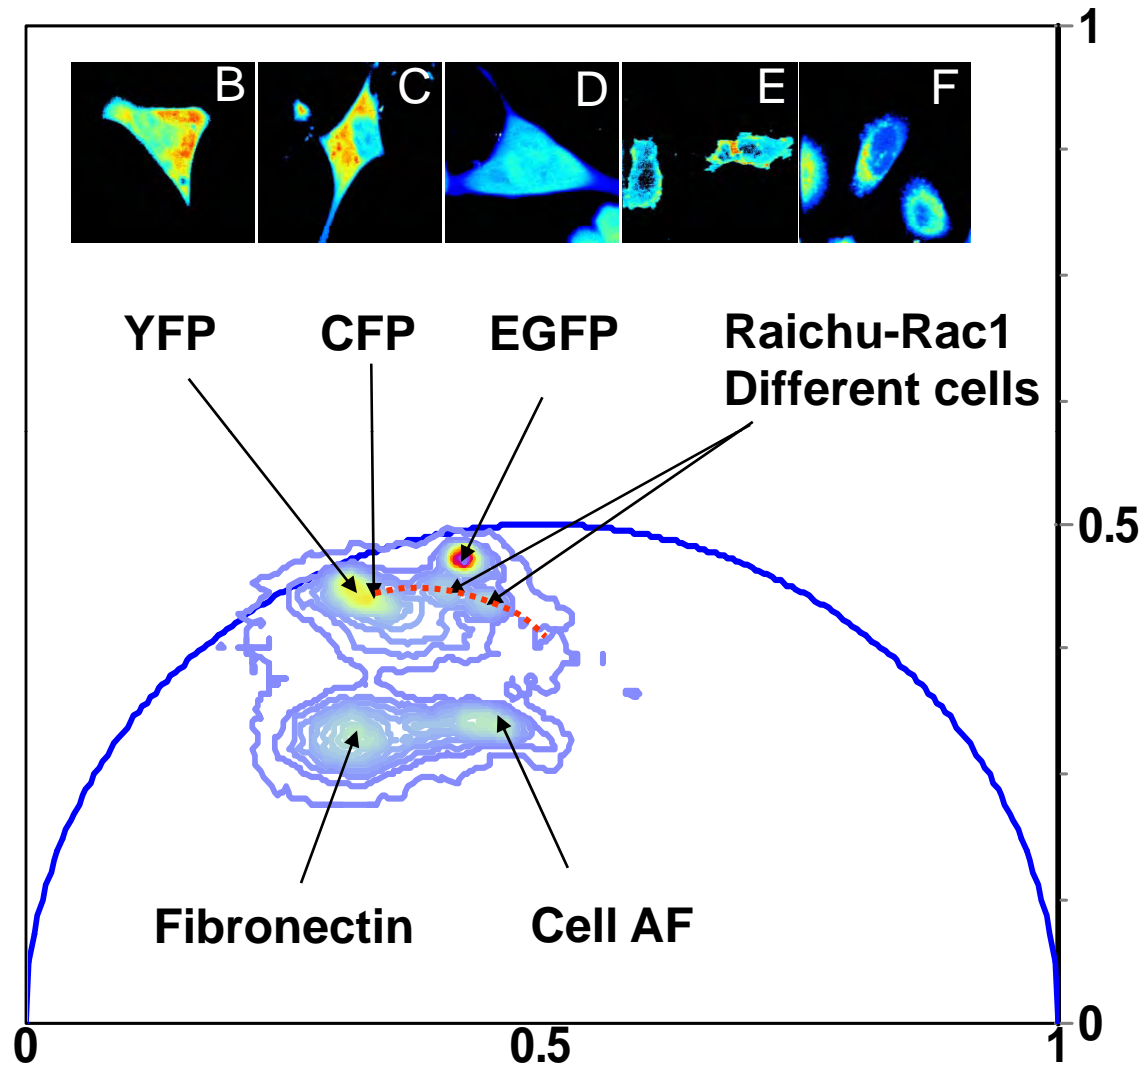 1
B
C
D
E
F
YFP
CFP
EGFP
Raichu-Rac1
Different cells
0.5
Fibronectin
Cell AF
0
0
0.5
1